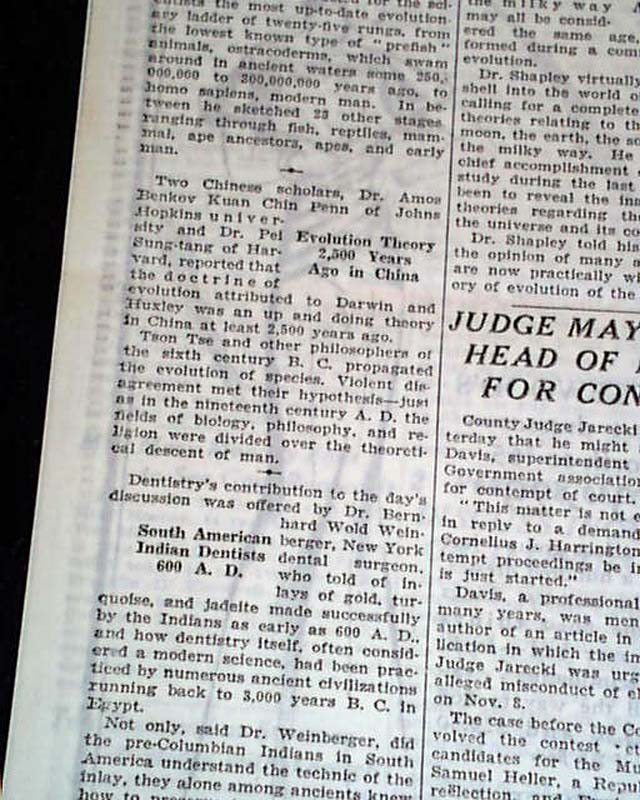 entists the most up-to-date evolution-
ary ladder of twenty-five rungs, from
the lowest known type of "prefish"
animals, ostracoderms, which swam
around in ancient waters some 250,-
000,000 to 300,000,000 years ago, to
homo sapiens, modern man. In be-
tween he sketched 23 other stages
ranging through fish, reptiles, mam-
mal, ape ancestors, apes, and early
man.
Two Chinese scholars, Dr. Amos
Benkov Kuan Chin Penn of Johns
Hopkins univer-
sity and Dr. Pei
Sung-tang of Har-
vard, reported that
the doctrine of
Evolution Theory
2,500 Years
Ago in China
evolution attributed to Darwin and
Huxley was an up and doing theory
in China at least 2,500 years ago.
Tson Tse and other philosophers of
the sixth century B. C. propagated
the evolution of species. Violent dis-
agreement met their hypothesis—just
as in the nineteenth century A. D. the
fields of biology, philosophy, and re-
ligion were divided over the theoreti-
cal descent of man.
Dentistry's contribution to the day's
discussion was offered by Dr. Bern-
South American
Indian Dentists
600 A. D.
hard Wold Wein-
berger, New York
dental surgeon,
who told of in-
lays of gold, tur-
quoise, and jadeite made successfully
by the Indians as early as 600 A. D.,
and how dentistry itself, often consid-
ered a modern science, had been prac-
ticed by numerous ancient civilizations
running back to 3,000 years B. C. in
Egypt.
Not only, said Dr. Weinberger, did
the pre-Columbian Indians in South
America understand the technic of the
inlay, they alone among ancients knew
how to
the milky way
may all be consid-
ered the same age,
formed during a com
evolution.
Dr. Shapley virtually
shell into the world o
calling for a complete
theories relating to th
moon, the earth, the
the milky way. He
chief accomplishment
study during the last
been to reveal the
theories regarding th
the universe and its co
Dr. Shapley told his
the opinion of many a
are now practically
ory of evolution of the
JUDGE MAY
HEAD OF
FOR CON
County Judge Jarecki
terday that he might
Davis, superintendent
Government association
for contempt of court.
"This matter is not
in reply to a demand
Cornelius J. Harrington
tempt proceedings be in
is just started."
Davis, a professional
many years, was men
author of an article in
lication in which the im
Judge Jarecki was urg
alleged misconduct of e
on Nov. 8.
The case before the Co
volved the contest of
candidates for the Mu
Samuel Heller, a Repu
reëlection, and